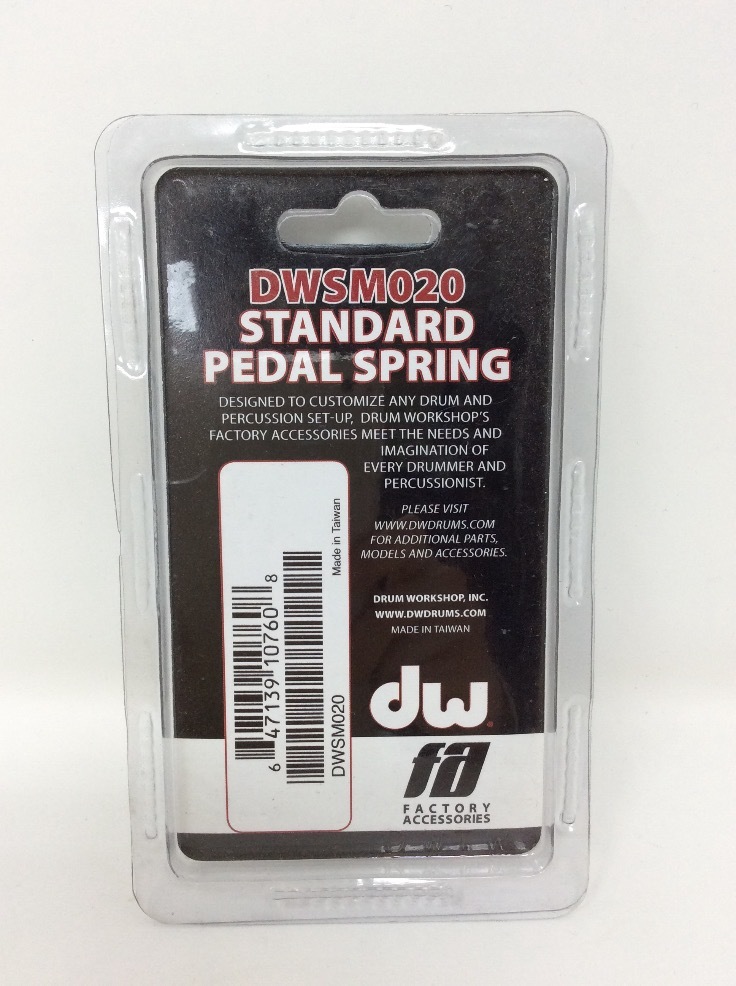 DWSM020
STANDARD
PEDAL SPRING
DESIGNED TO CUSTOMIZE ANY DRUM AND
PERCUSSION SET-UP, DRUM WORKSHOP'S
FACTORY ACCESSORIES MEET THE NEEDS AND
IMAGINATION OF
EVERY DRUMMER AND
PERCUSSIONIST.
PLEASE VISIT
WWW.DWDRUMS.COM
FOR ADDITIONAL PARTS,
MODELS AND ACCESSORIES.
DRUM WORKSHOP, INC.
WWW.DWDRUMS.COM
MADE IN TAIWAN
dw
fa
FACTORY
ACCESSORIES
6 47139 10760 8
DWSM020
Made in Taiwan